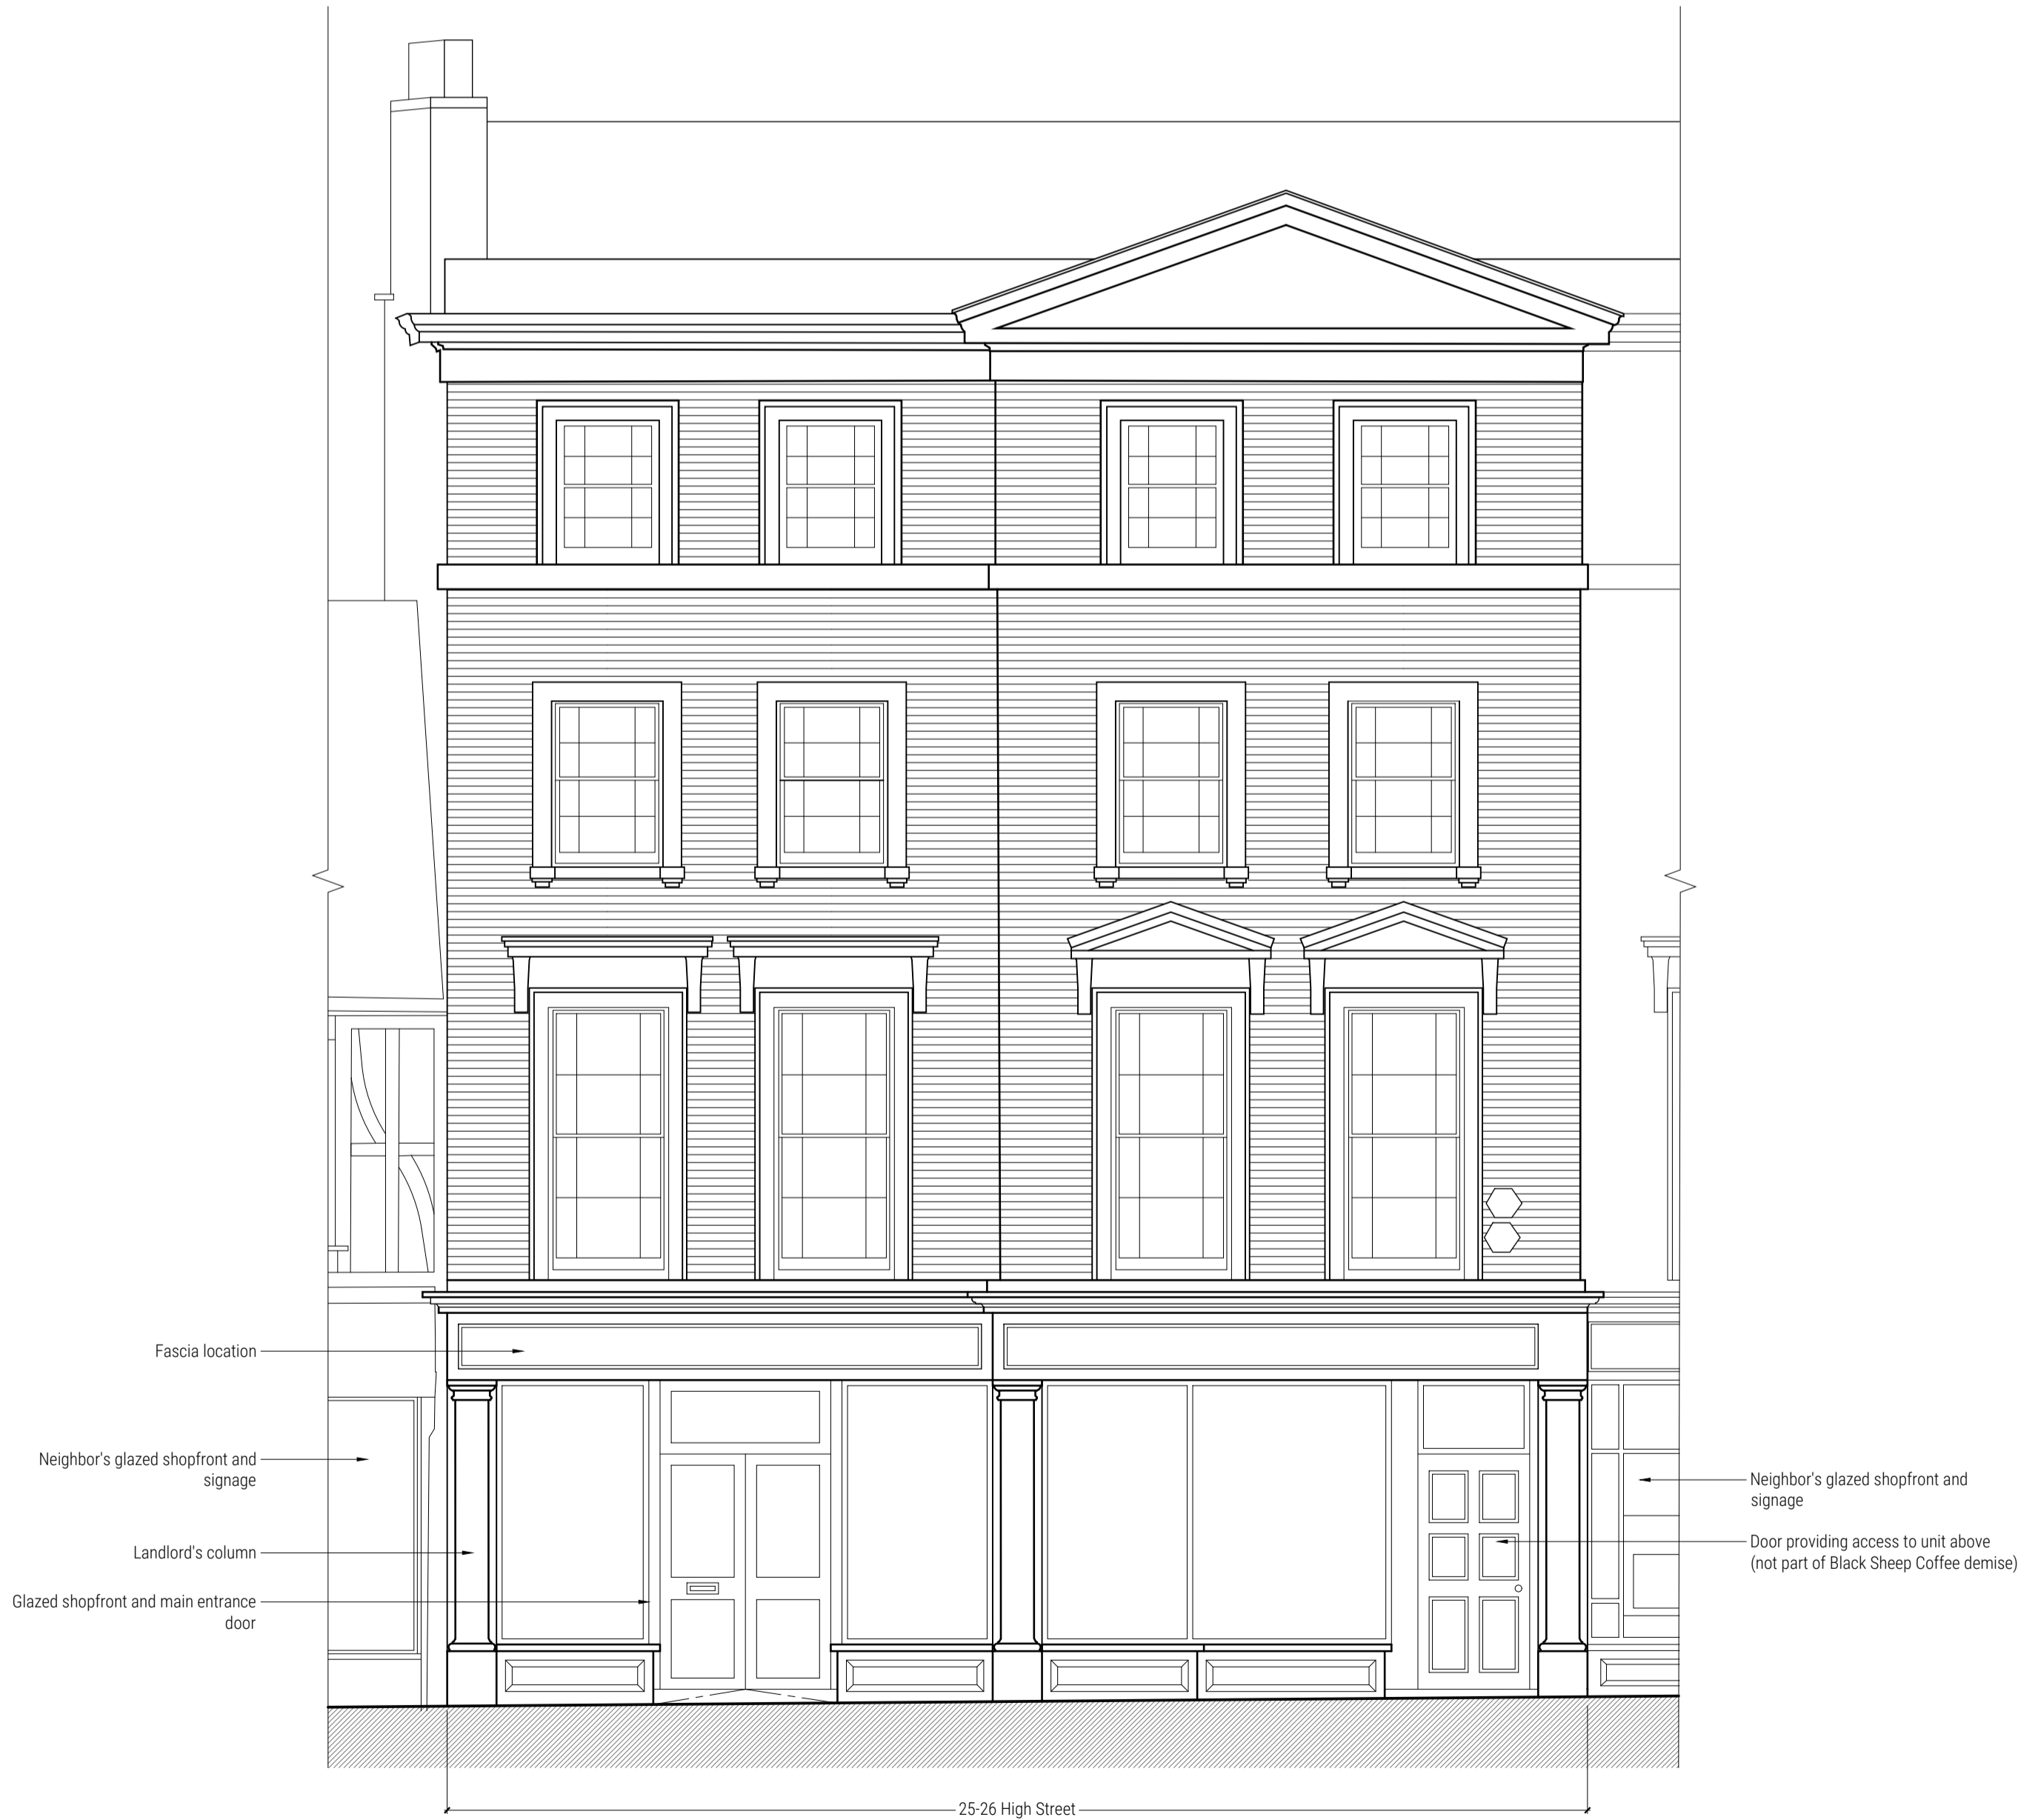 Fascia location
Neighbor's glazed shopfront and
signage
Landlord's column
Glazed shopfront and main entrance
door
Neighbor's glazed shopfront and
signage
Door providing access to unit above
(not part of Black Sheep Coffee demise)
25-26 High Street